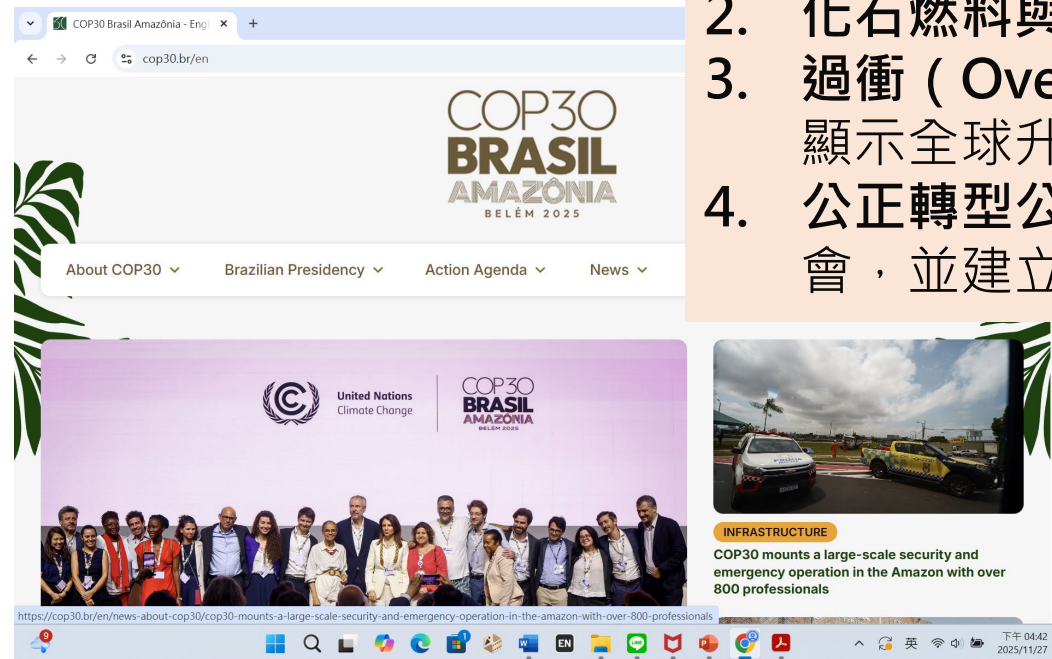 COP30 Brasil Amazônia - Engl
cop30.br/en
2. 化石燃料與
3. 過衝（Ove
顯示全球升
4. 公正轉型公
會，並建立
COP30
BRASIL
AMAZÔNIA
BELÉM 2025
About COP30
Brazilian Presidency
Action Agenda
News
United Nations
Climate Change
COP30
BRASIL
AMAZÔNIA
BELÉM 2025
INFRASTRUCTURE
COP30 mounts a large-scale security and
emergency operation in the Amazon with over
800 professionals
https://cop30.br/en/news-about-cop30/cop30-mounts-a-large-scale-security-and-emergency-operation-in-the-amazon-with-over-800-professionals
9
EN
LINE
英
下午 04:42
2025/11/27